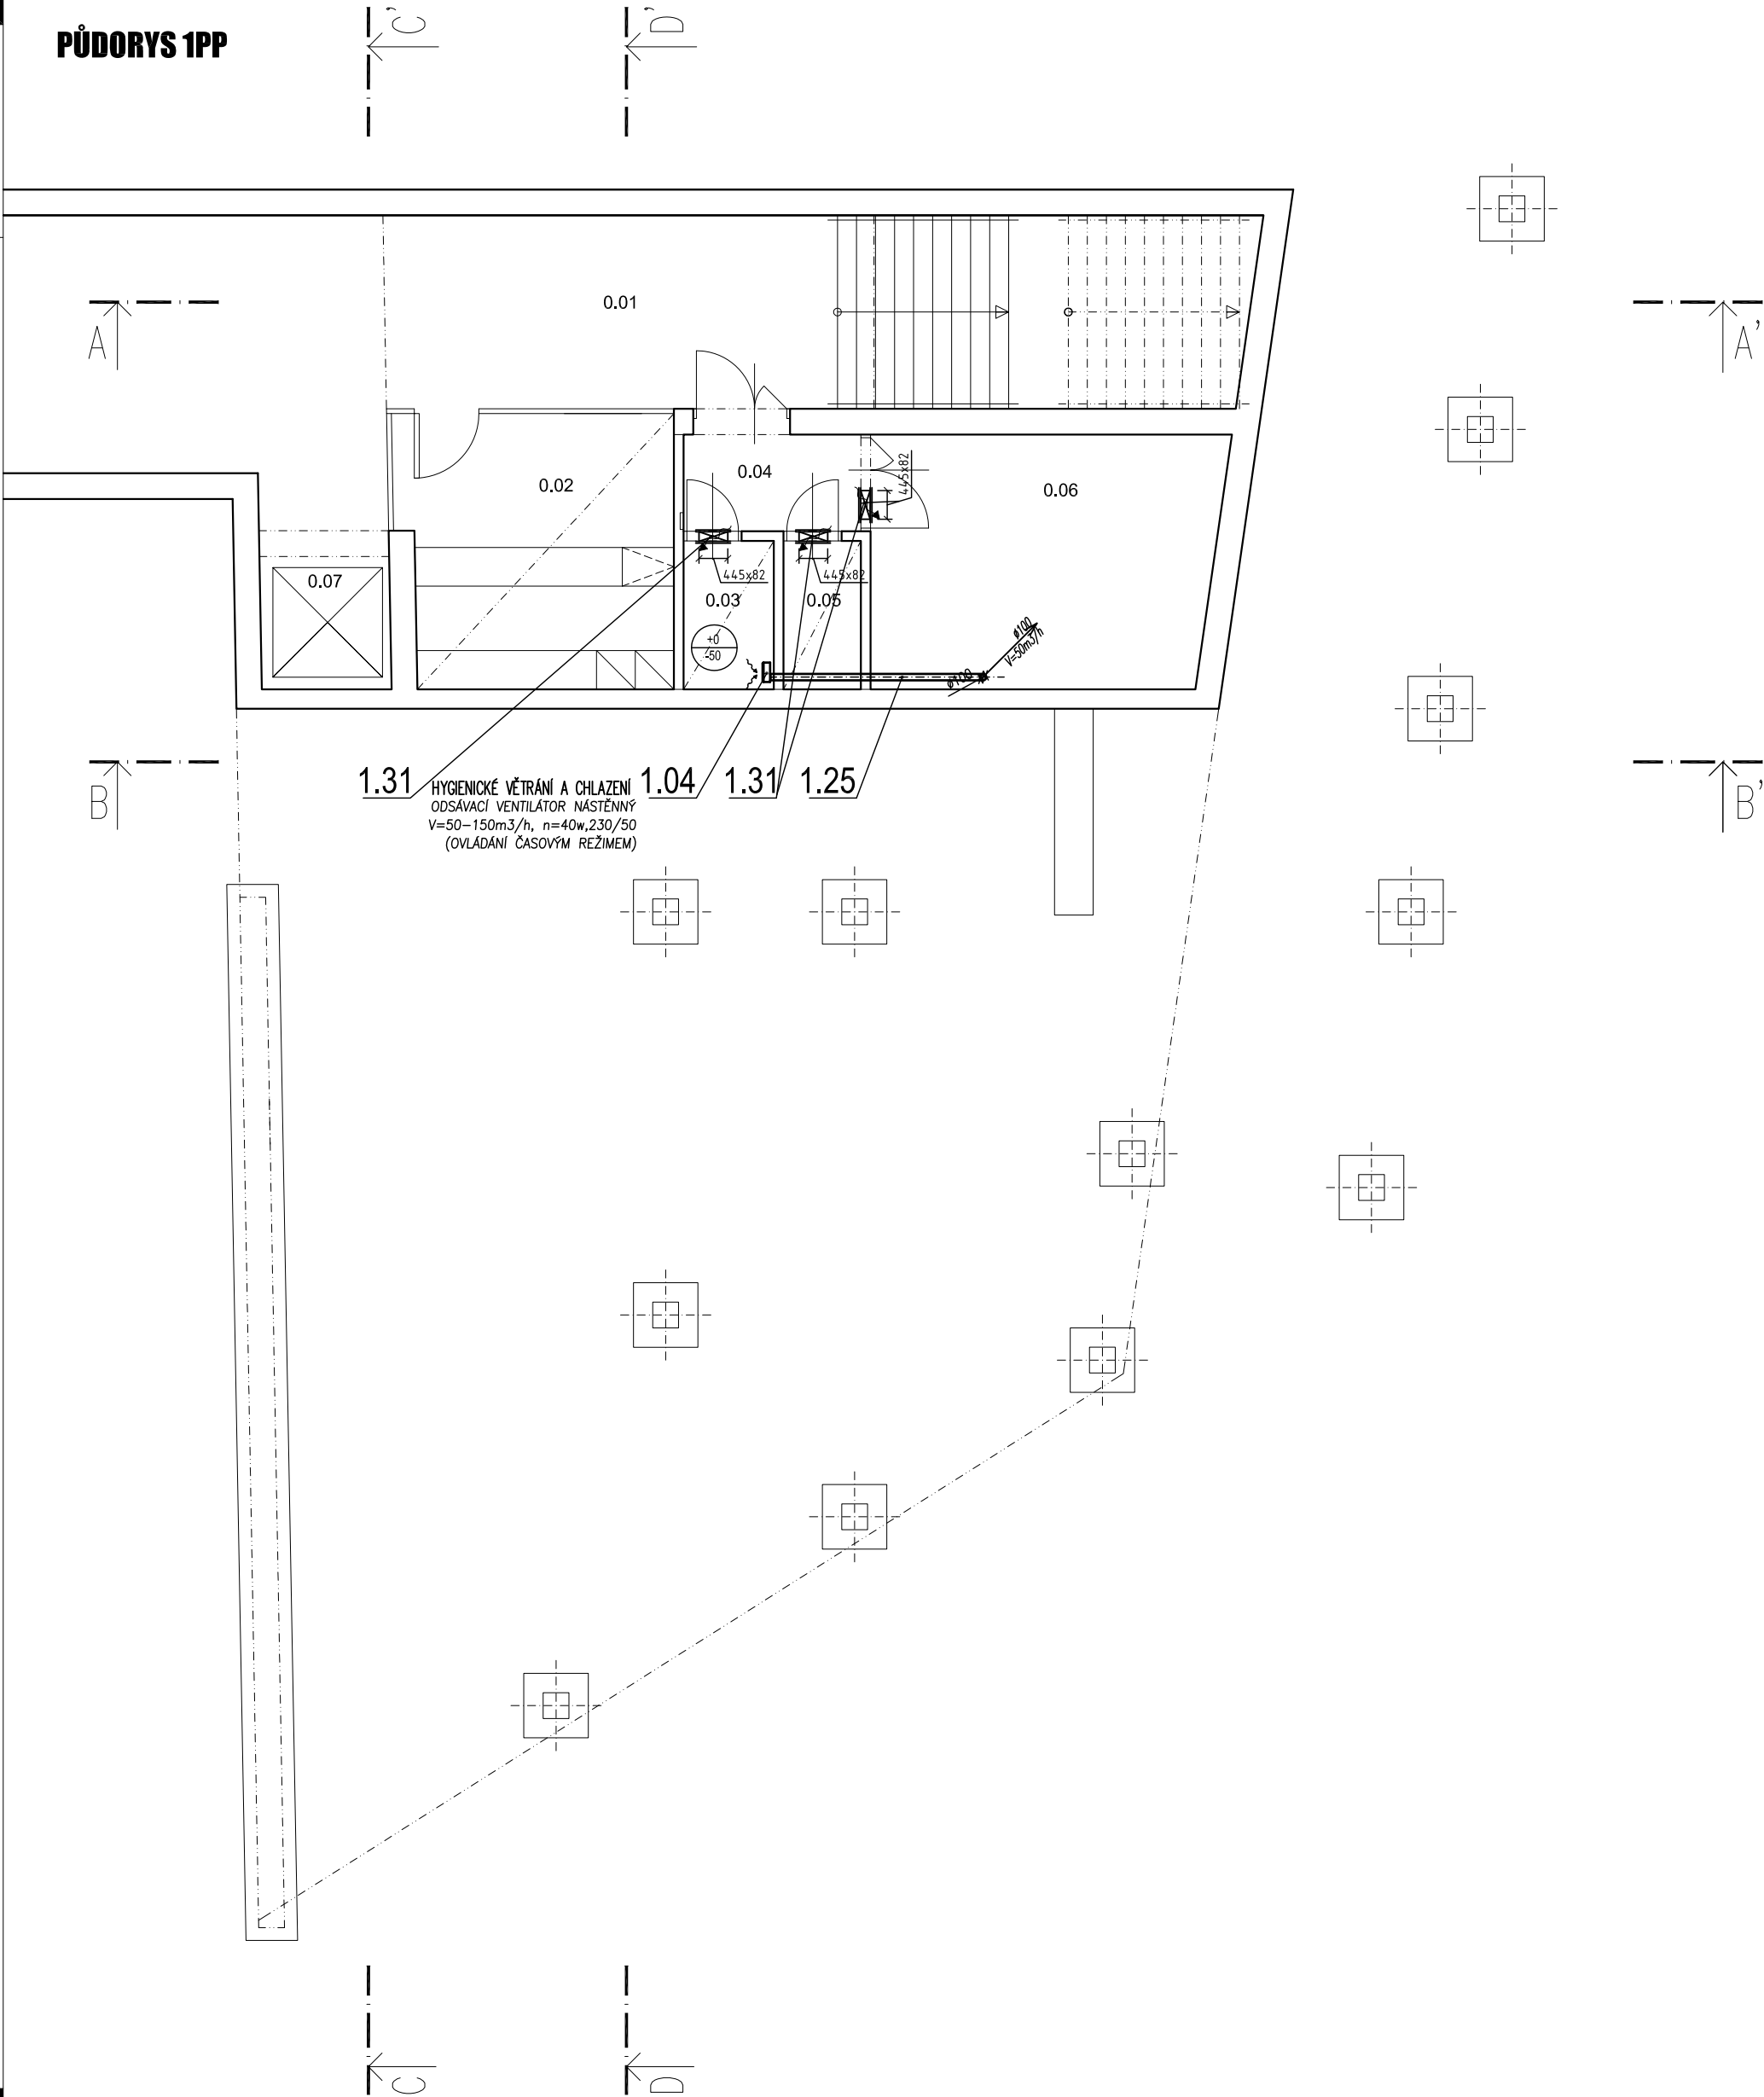 PŮDORYS 1PP
C'
D'
0.01
A
A'
0.02
0.04
445x82
0.06
0.07
445x82
445x82
0.03
0.05
+0
-50
ø100
V=50m3/h
ø100
1.31
HYGIENICKÉ VĚTRÁNÍ A CHLAZENÍ
ODSÁVACÍ VENTILÁTOR NÁSTĚNNÝ
V=50-150m3/h, n=40w,230/50
(OVLÁDÁNÍ ČASOVÝM REŽIMEM)
1.04
1.31
1.25
B
B'
C
D